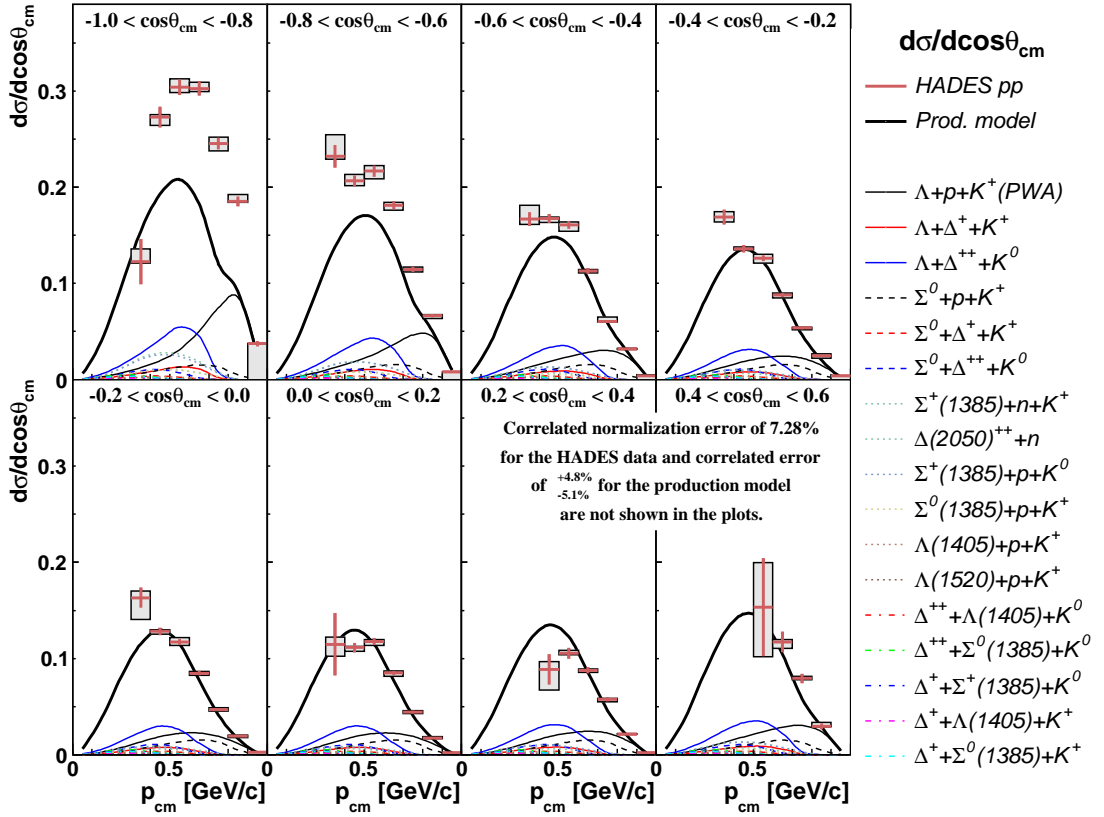 -1.0 < cosθcm < -0.8
-0.8 < cosθcm < -0.6
-0.6 < cosθcm < -0.4
-0.4 < cosθcm < -0.2
dσ/dcosθcm
0.3
0.2
0.1
0
-0.2 < cosθcm < 0.0
0.0 < cosθcm < 0.2
0.2 < cosθcm < 0.4
0.4 < cosθcm < 0.6
Correlated normalization error of 7.28%
for the HADES data and correlated error
of +4.8% -5.1% for the production model
are not shown in the plots.
dσ/dcosθcm
0.3
0.2
0.1
0
0 0.5 0 0.5 0 0.5 0 0.5 0
pcm [GeV/c] pcm [GeV/c] pcm [GeV/c] pcm [GeV/c]
dσ/dcosθcm
HADES pp
Prod. model
Λ+p+K⁺(PWA)
Λ+Δ⁺+K⁺
Λ+Δ⁺⁺+K⁰
Σ⁰+p+K⁺
Σ⁰+Δ⁺+K⁺
Σ⁰+Δ⁺⁺+K⁰
Σ⁺(1385)+n+K⁺
Δ(2050)⁺⁺+n
Σ⁺(1385)+p+K⁰
Σ⁰(1385)+p+K⁺
Λ(1405)+p+K⁺
Λ(1520)+p+K⁺
Δ⁺⁺+Λ(1405)+K⁰
Δ⁺⁺+Σ⁰(1385)+K⁰
Δ⁺+Σ⁺(1385)+K⁰
Δ⁺+Λ(1405)+K⁺
Δ⁺+Σ⁰(1385)+K⁺